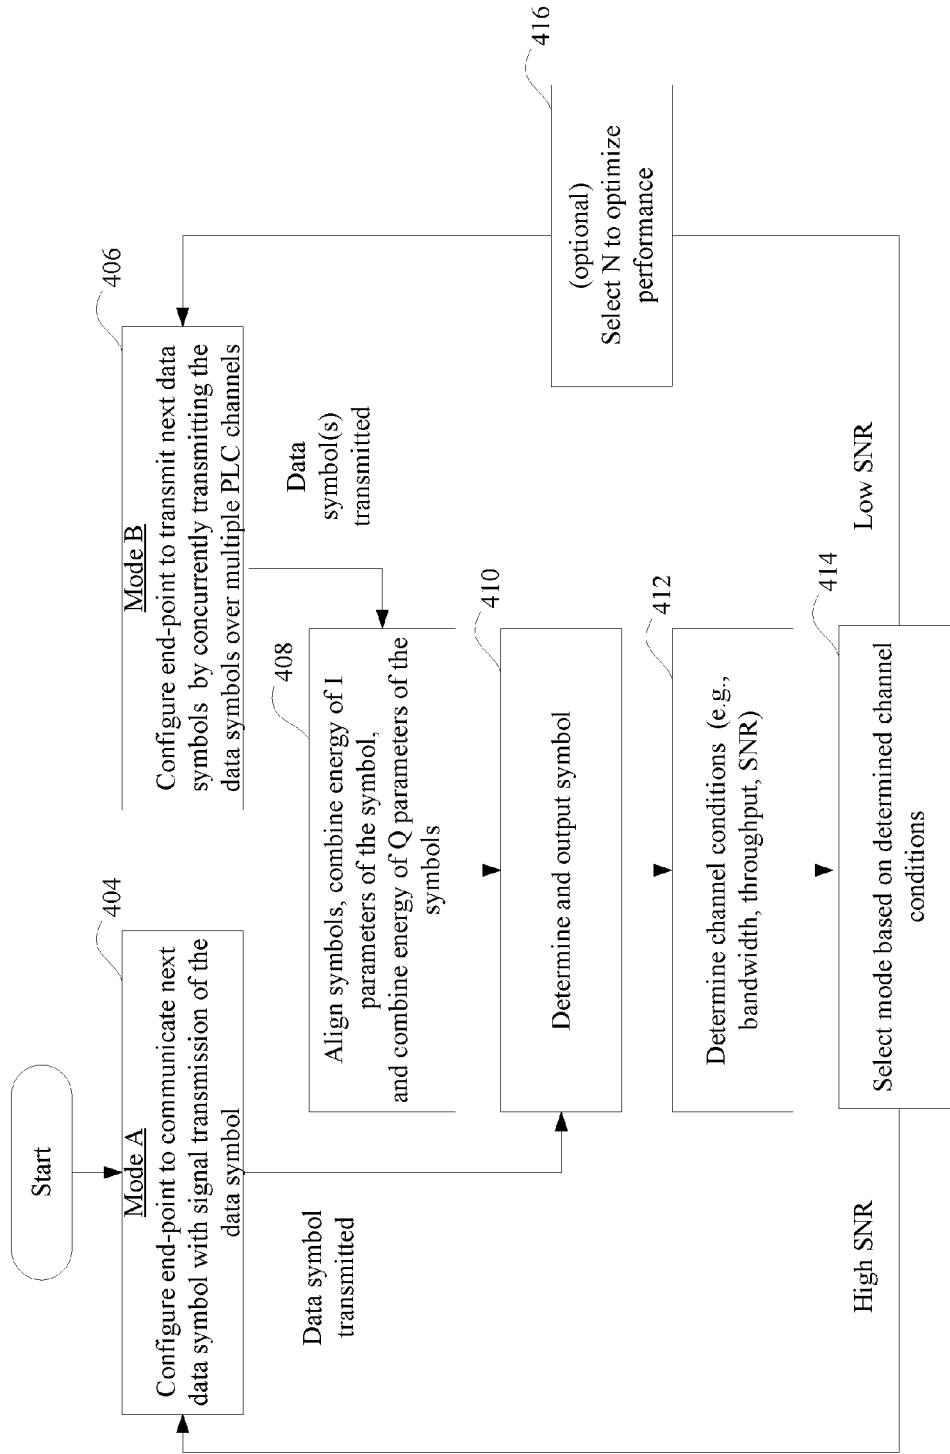 Start
404
Mode A
Configure end-point to communicate next
data symbol with signal transmission of the
data symbol
406
Mode B
Configure end-point to transmit next data
symbols by concurrently transmitting the
data symbols over multiple PLC channels
Data symbol
transmitted
Data
symbol(s)
transmitted
408
Align symbols, combine energy of I
parameters of the symbol,
and combine energy of Q parameters of the
symbols
410
Determine and output symbol
412
Determine channel conditions (e.g.,
bandwidth, throughput, SNR)
414
Select mode based on determined channel
conditions
High SNR
Low SNR
416
(optional)
Select N to optimize
performance